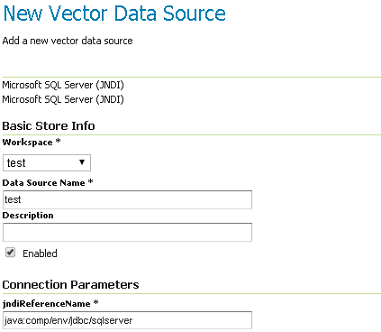 New Vector Data Source
Add a new vector data source
Microsoft SQL Server (JNDI)
Microsoft SQL Server (JNDI)
Basic Store Info
Workspace *
test
Data Source Name *
test
Description
Enabled
Connection Parameters
jndiReferenceName *
java:comp/env/jdbc/sqlserver